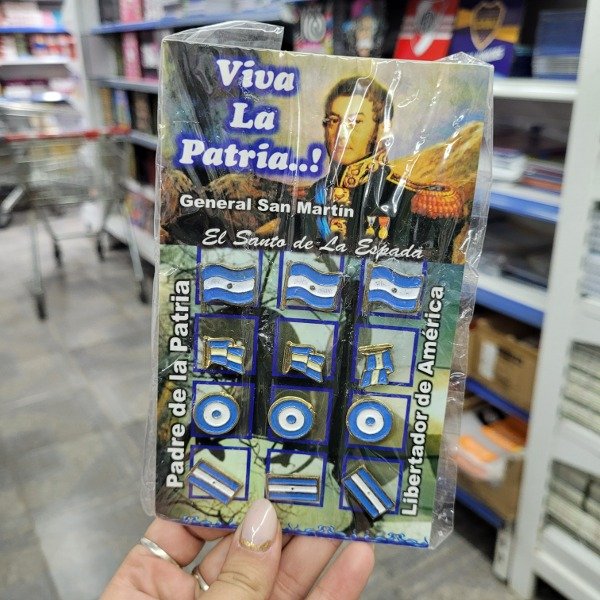 Viva
La
Patria..!
General San Martín
El Santo de La Espada
Padre de la Patria
Libertador de América